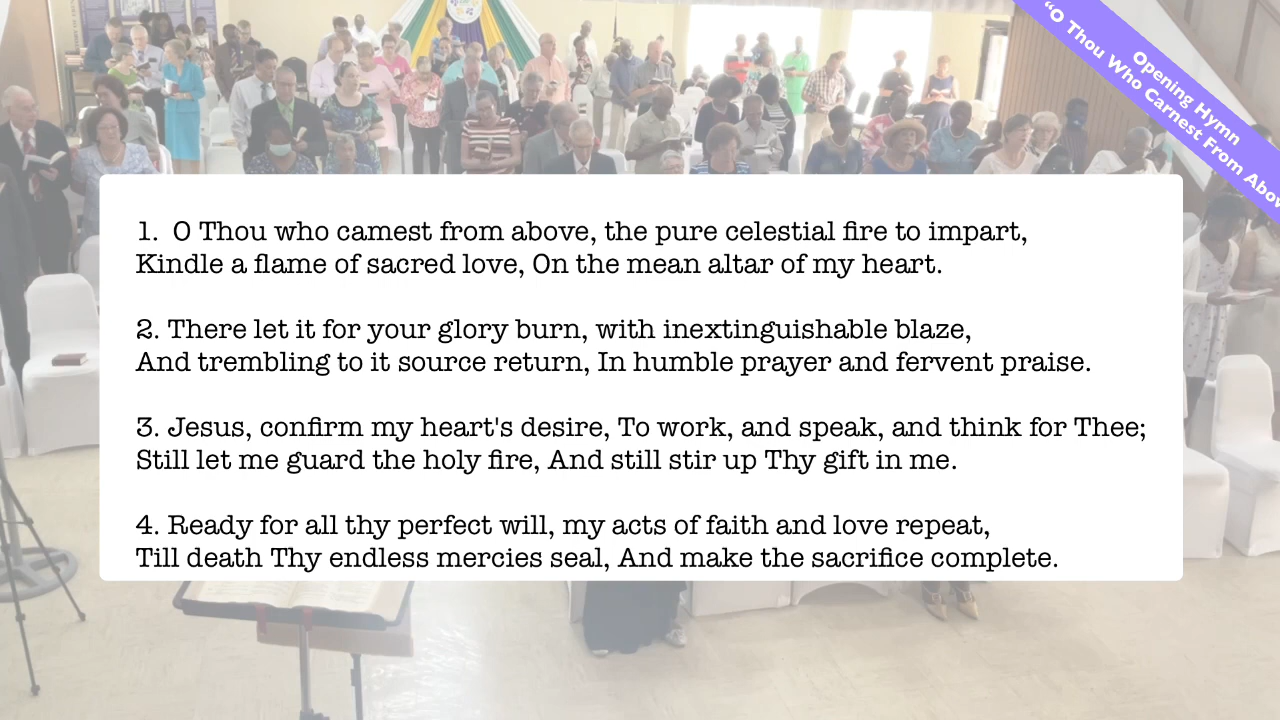 Opening Hymn
“O Thou Who Carnest From Above
1.  O Thou who camest from above, the pure celestial fire to impart,
Kindle a flame of sacred love, On the mean altar of my heart.
2. There let it for your glory burn, with inextinguishable blaze,
And trembling to it source return, In humble prayer and fervent praise.
3. Jesus, confirm my heart's desire, To work, and speak, and think for Thee;
Still let me guard the holy fire, And still stir up Thy gift in me.
4. Ready for all thy perfect will, my acts of faith and love repeat,
Till death Thy endless mercies seal, And make the sacrifice complete.